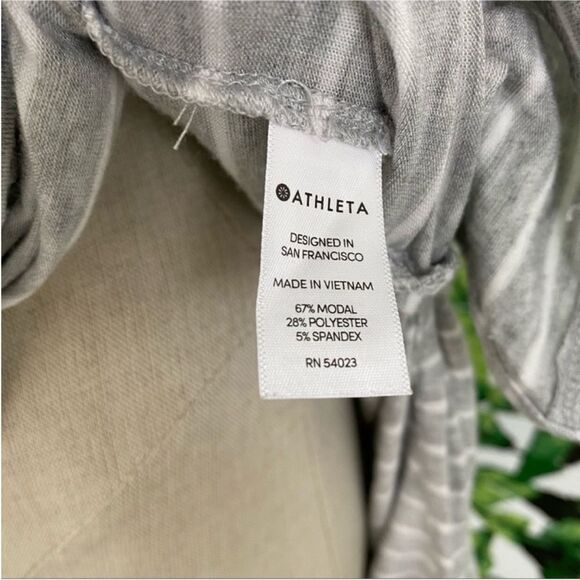 ATHLETA
DESIGNED IN
SAN FRANCISCO
MADE IN VIETNAM
67% MODAL
28% POLYESTER
5% SPANDEX
RN 54023